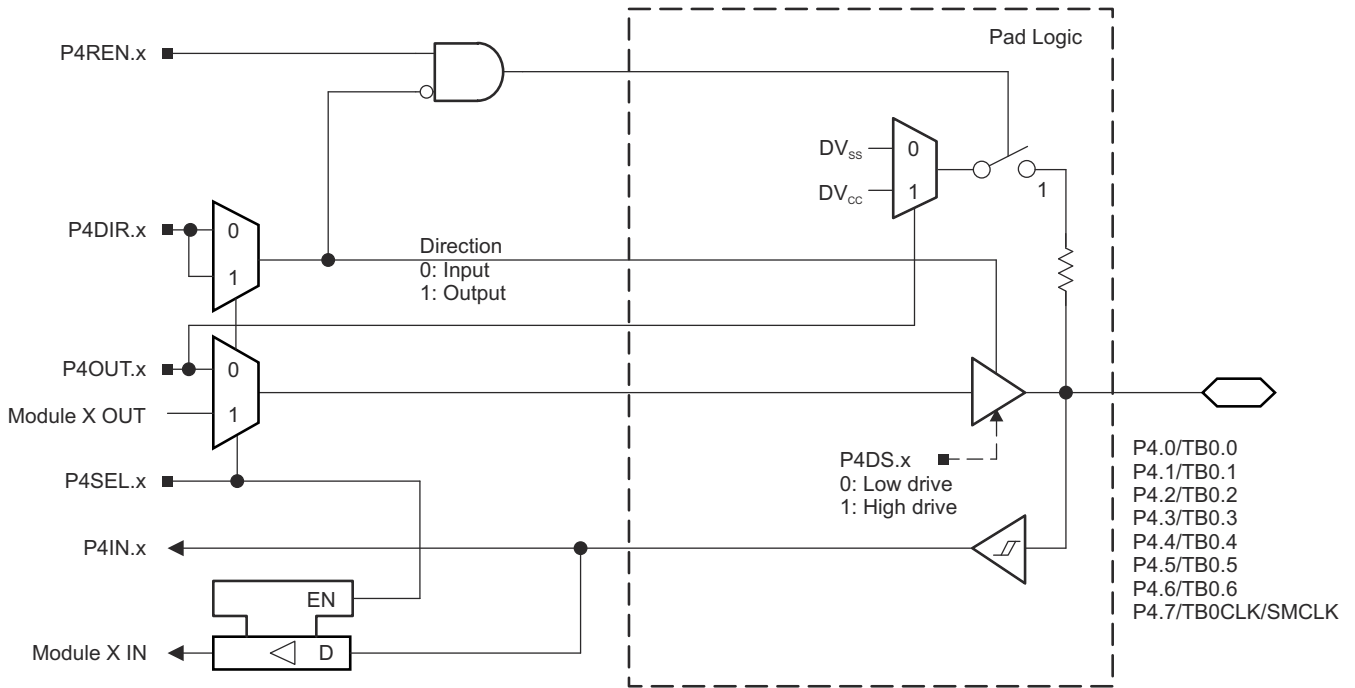 Pad Logic
P4REN.x
DVSS
0
DVCC
1
1
P4DIR.x
0
1
Direction
0: Input
1: Output
P4OUT.x
0
Module X OUT
1
P4SEL.x
P4DS.x
0: Low drive
1: High drive
P4.0/TB0.0
P4.1/TB0.1
P4.2/TB0.2
P4.3/TB0.3
P4.4/TB0.4
P4.5/TB0.5
P4.6/TB0.6
P4.7/TB0CLK/SMCLK
P4IN.x
EN
Module X IN
D